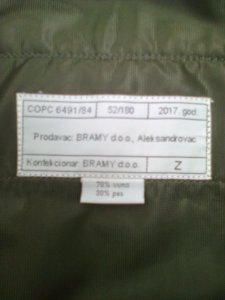 COPC 6491/84 52/180 2017. god.
Prodavac: BRAMY d.o.o., Aleksandrovac
Konfekcionar: BRAMY d.o.o. Z
70% vuna
30% pes